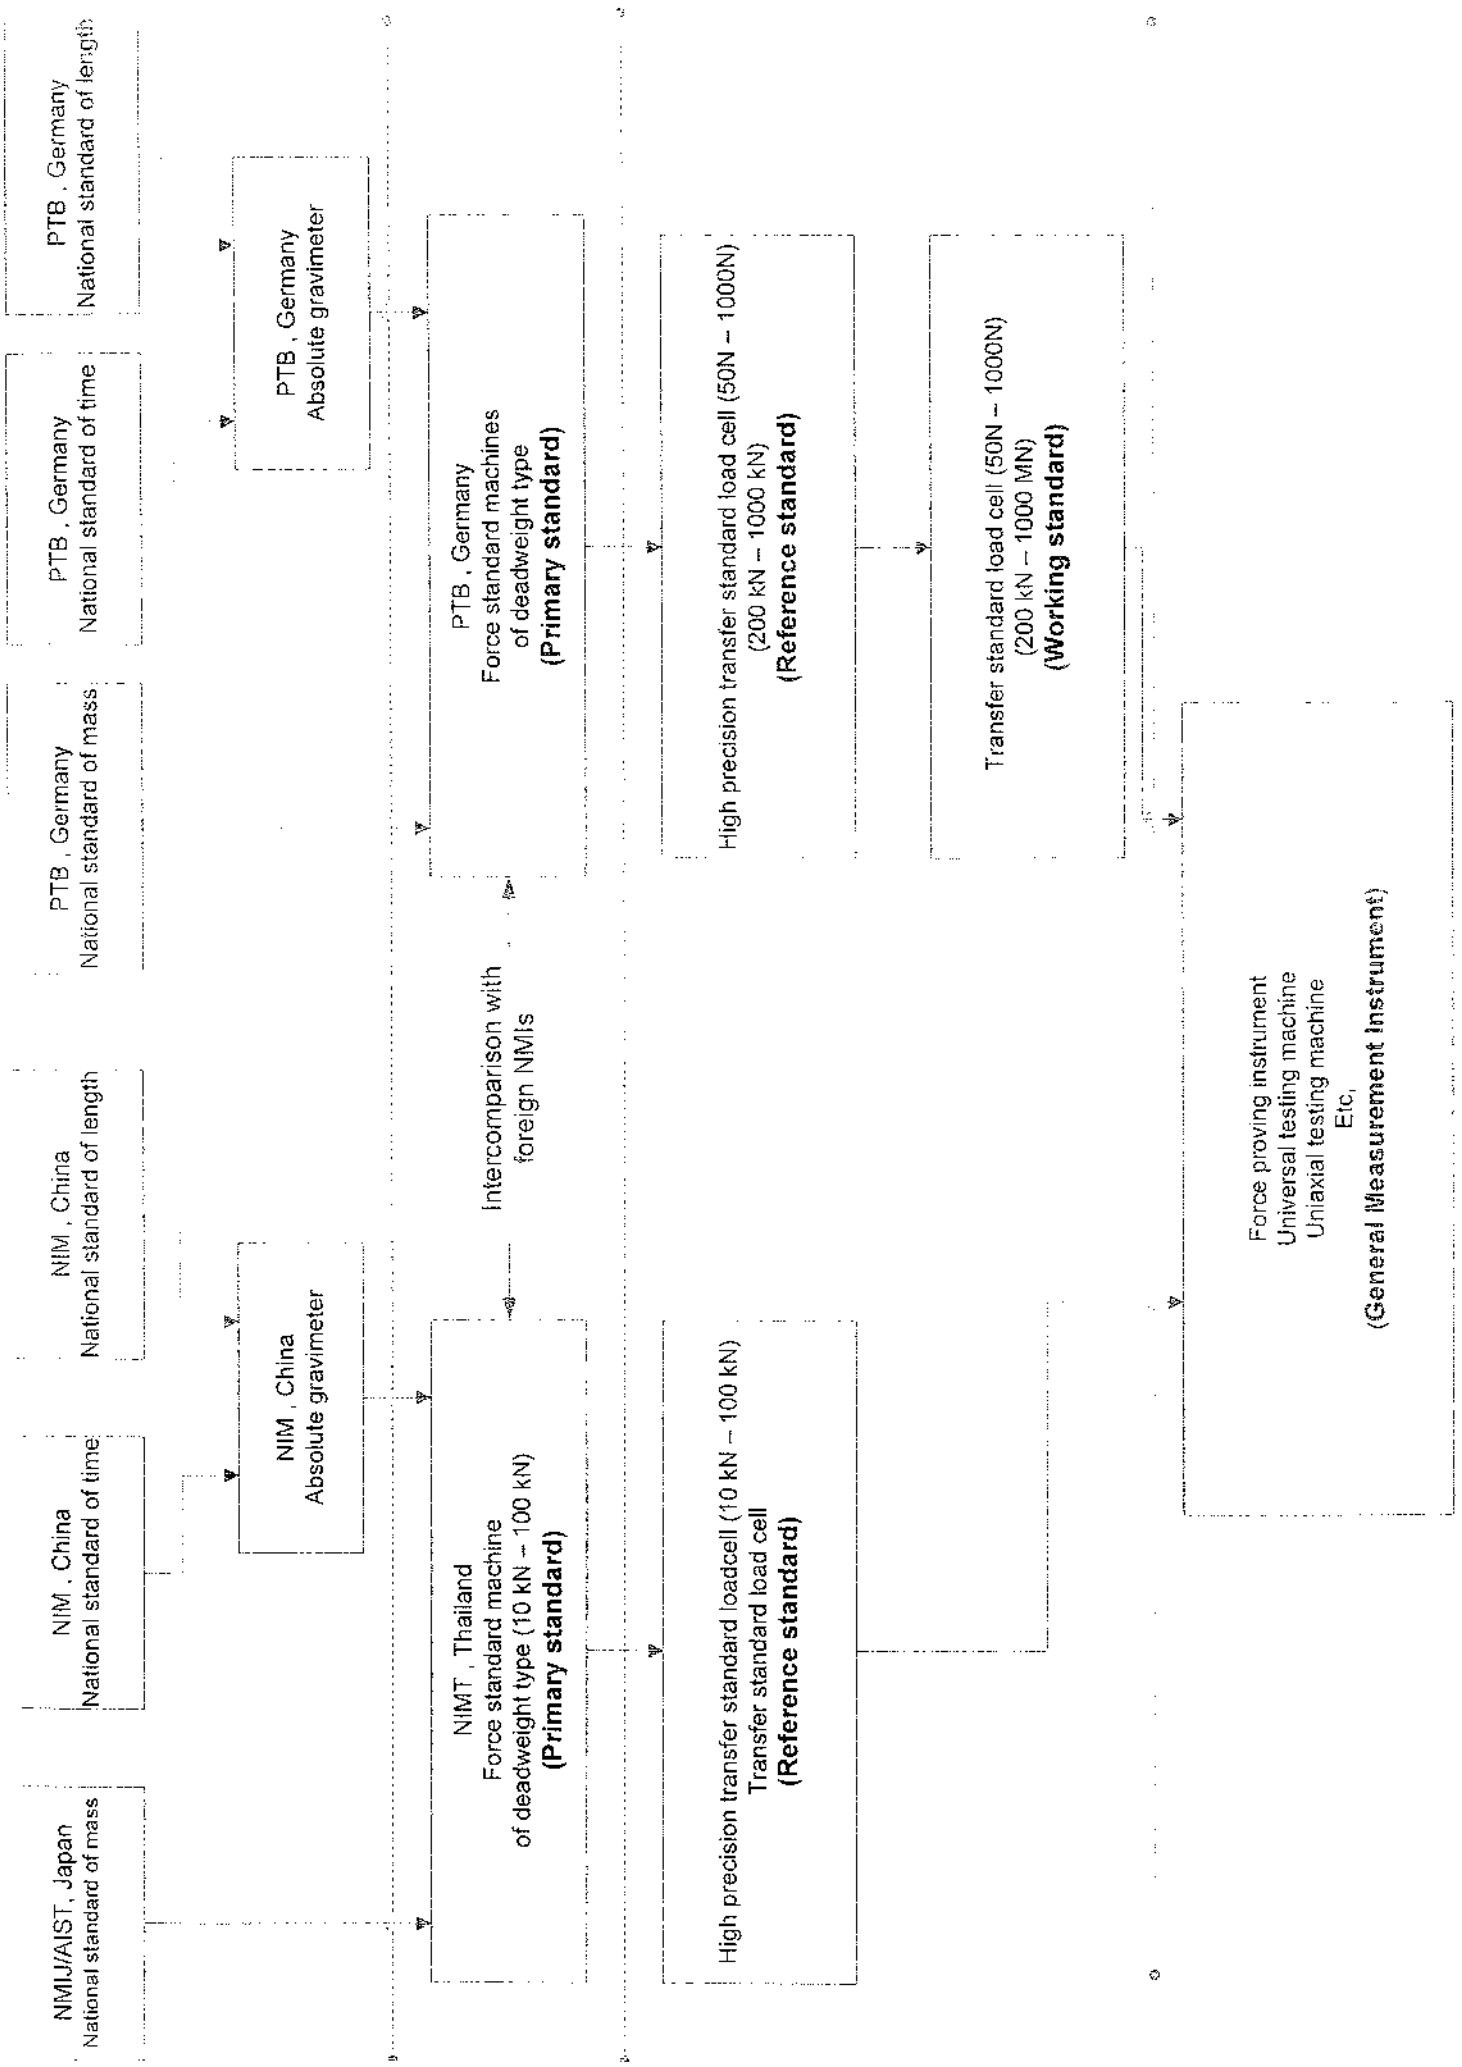 NMIJ/AIST, Japan
National standard of mass
NIM , China
National standard of time
NIM , China
National standard of length
PTB , Germany
National standard of mass
PTB , Germany
National standard of time
PTB , Germany
National standard of length
NIM , China
Absolute gravimeter
PTB , Germany
Absolute gravimeter
NIMT , Thailand
Force standard machine
of deadweight type (10 kN – 100 kN)
(Primary standard)
Intercomparison with
foreign NMIs
PTB , Germany
Force standard machines
of deadweight type
(Primary standard)
High precision transfer standard loadcell (10 kN – 100 kN)
Transfer standard load cell
(Reference standard)
High precision transfer standard load cell (50N – 1000N)
(200 kN – 1000 kN)
(Reference standard)
Transfer standard load cell (50N – 1000N)
(200 kN – 1000 MN)
(Working standard)
Force proving instrument
Universal testing machine
Uniaxial testing machine
Etc,
(General Measurement Instrument)